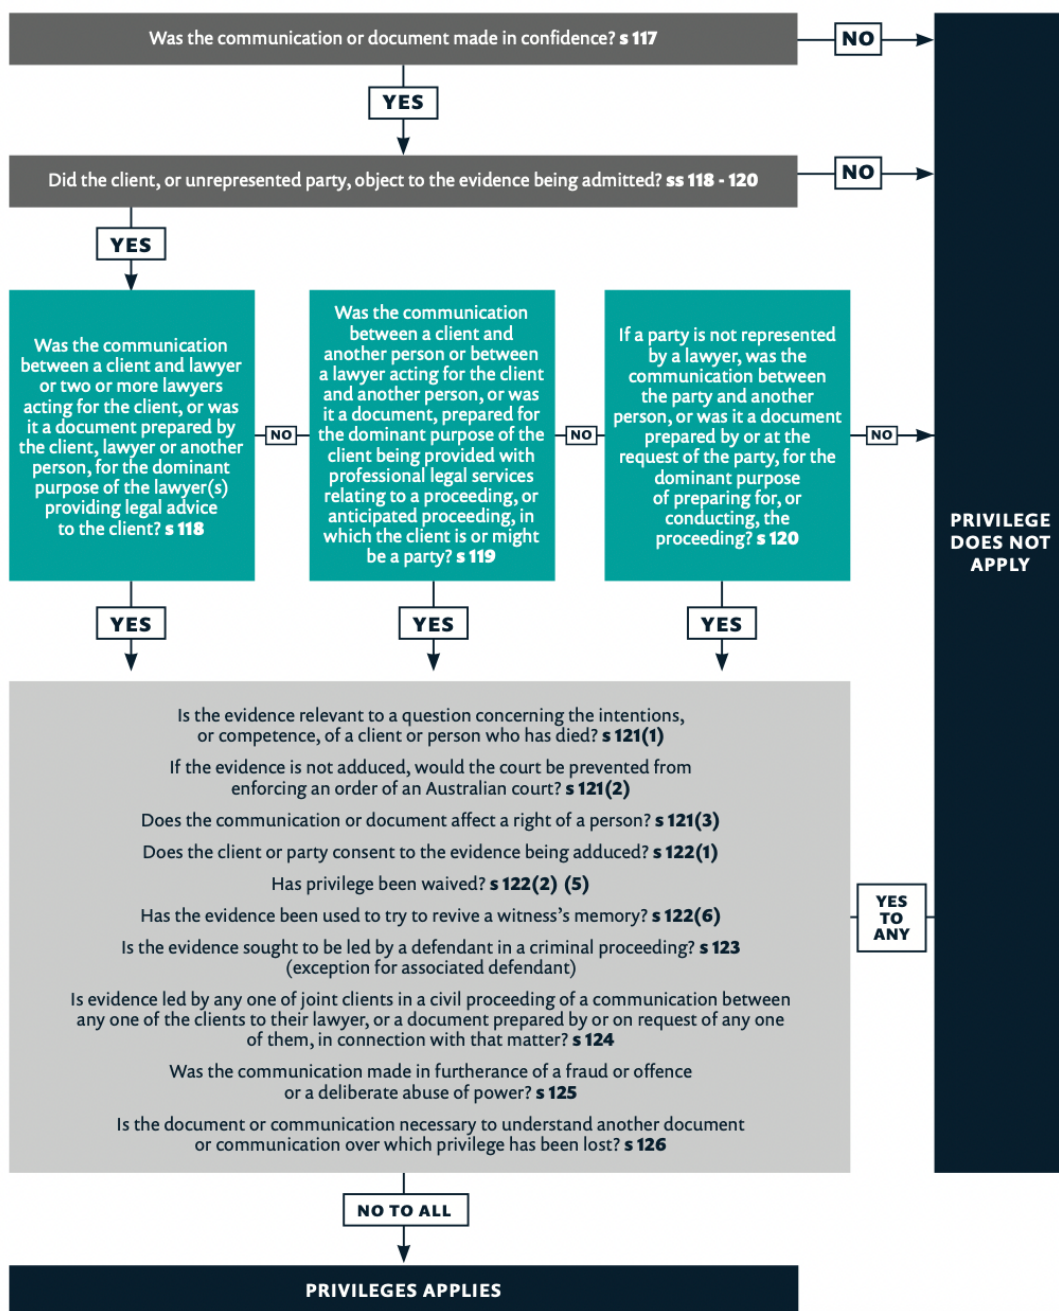 Was the communication or document made in confidence? s 117
NO
YES
Did the client, or unrepresented party, object to the evidence being admitted? ss 118 - 120
NO
YES
Was the communication
between a client and lawyer
or two or more lawyers
acting for the client, or was
it a document prepared by
the client, lawyer or another
person, for the dominant
purpose of the lawyer(s)
providing legal advice
to the client? s 118
NO
Was the communication
between a client and
another person or between
a lawyer acting for the client
and another person, or was
it a document, prepared for
the dominant purpose of the
client being provided with
professional legal services
relating to a proceeding, or
anticipated proceeding, in
which the client is or might
be a party? s 119
NO
If a party is not represented
by a lawyer, was the
communication between
the party and another
person, or was it a document
prepared by or at the
request of the party, for the
dominant purpose
of preparing for, or
conducting, the
proceeding? s 120
NO
PRIVILEGE
DOES NOT
APPLY
YES
YES
YES
Is the evidence relevant to a question concerning the intentions,
or competence, of a client or person who has died? s 121(1)
If the evidence is not adduced, would the court be prevented from
enforcing an order of an Australian court? s 121(2)
Does the communication or document affect a right of a person? s 121(3)
Does the client or party consent to the evidence being adduced? s 122(1)
Has privilege been waived? s 122(2) (5)
Has the evidence been used to try to revive a witness's memory? s 122(6)
Is the evidence sought to be led by a defendant in a criminal proceeding? s 123
(exception for associated defendant)
Is evidence led by any one of joint clients in a civil proceeding of a communication between
any one of the clients to their lawyer, or a document prepared by or on request of any one
of them, in connection with that matter? s 124
Was the communication made in furtherance of a fraud or offence
or a deliberate abuse of power? s 125
Is the document or communication necessary to understand another document
or communication over which privilege has been lost? s 126
YES
TO
ANY
NO TO ALL
PRIVILEGES APPLIES